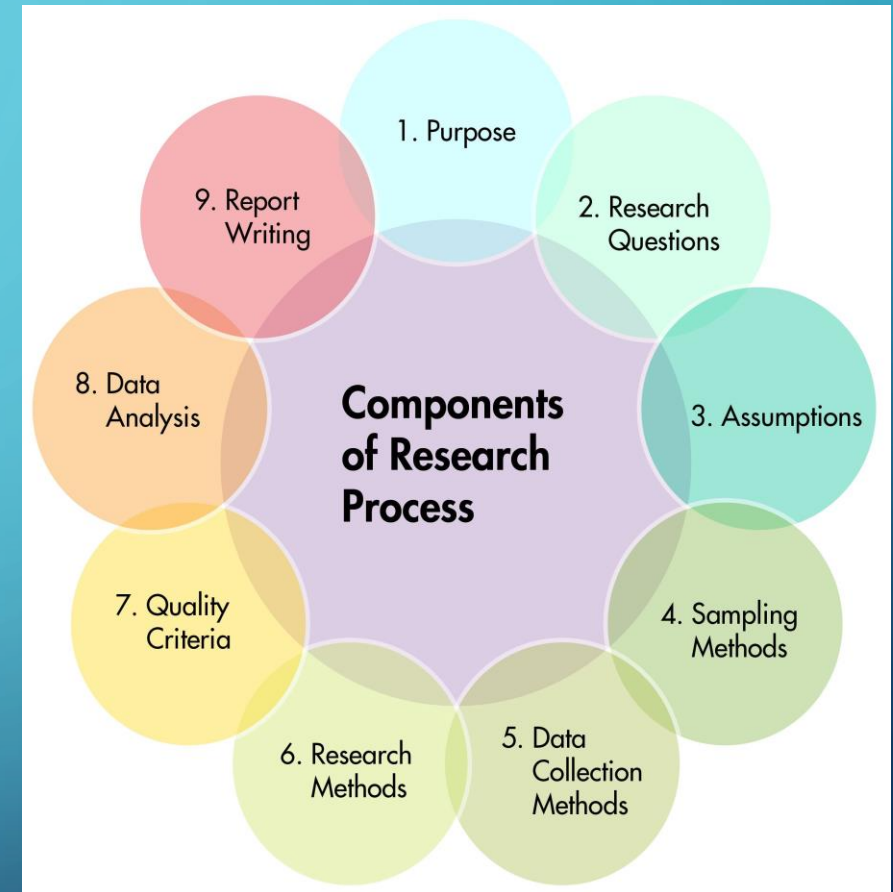 Components
of Research
Process
1. Purpose
2. Research
Questions
3. Assumptions
4. Sampling
Methods
5. Data
Collection
Methods
6. Research
Methods
7. Quality
Criteria
8. Data
Analysis
9. Report
Writing